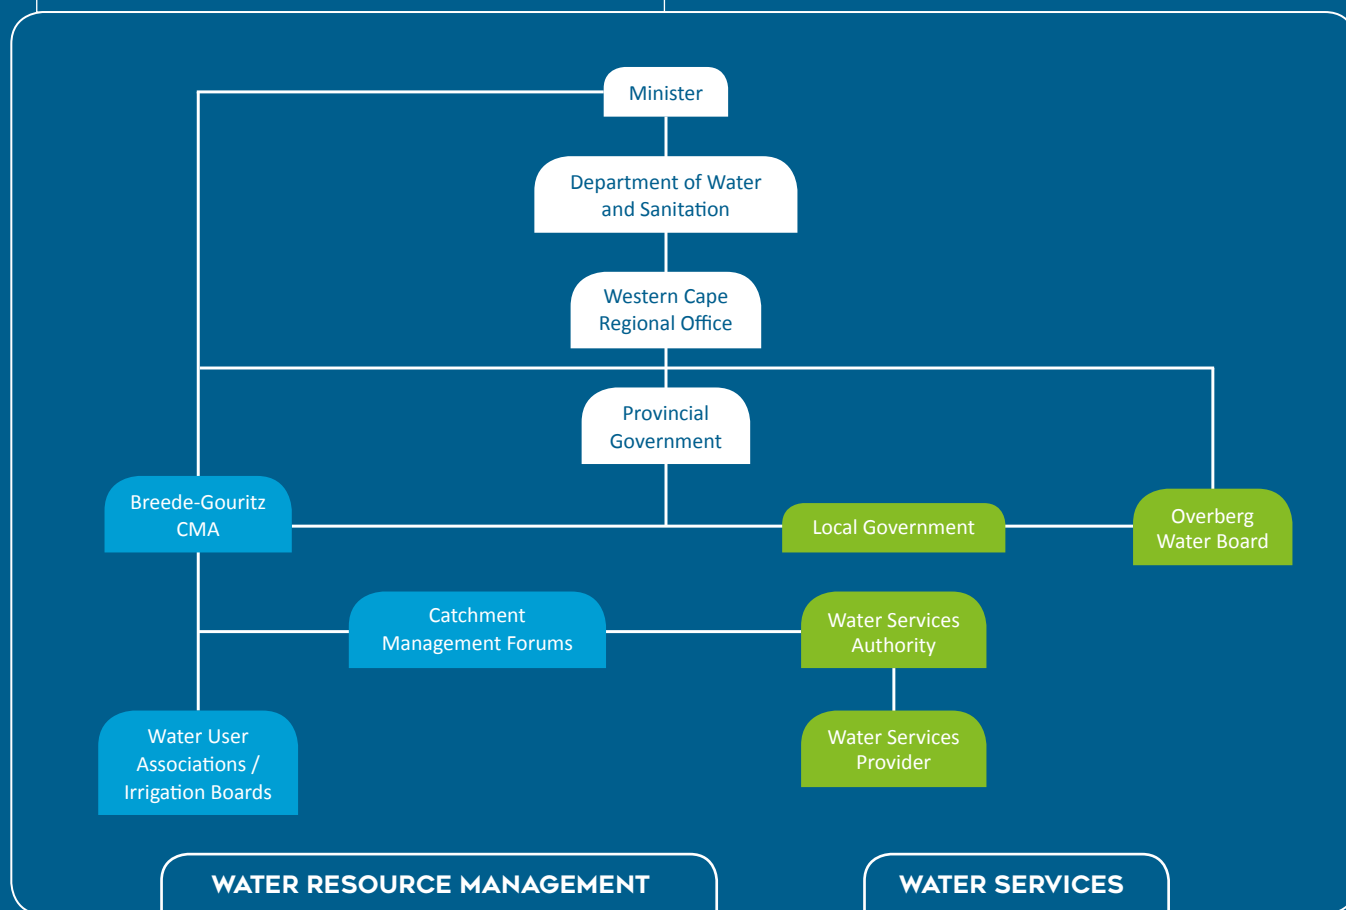 Minister
Department of Water
and Sanitation
Western Cape
Regional Office
Provincial
Government
Breede-Gouritz
CMA
Local Government
Overberg
Water Board
Catchment
Management Forums
Water Services
Authority
Water User
Associations /
Irrigation Boards
Water Services
Provider
WATER RESOURCE MANAGEMENT
WATER SERVICES